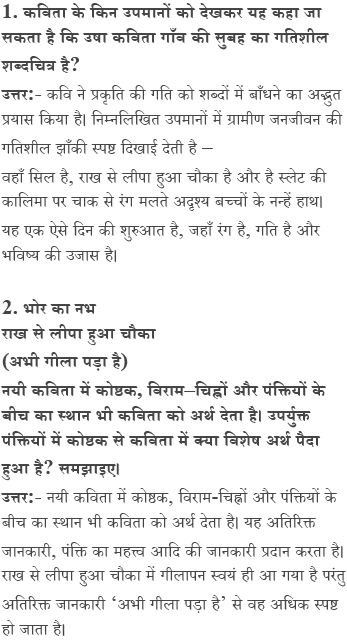 1. कविता के किन उपमानों को देखकर यह कहा जा
सकता है कि उषा कविता गाँव की सुबह का गतिशील
शब्दचित्र है?
उत्तर:- कवि ने प्रकृति की गति को शब्दों में बाँधने का अद्भुत
प्रयास किया है। निम्नलिखित उपमानों में ग्रामीण जनजीवन की
गतिशील झाँकी स्पष्ट दिखाई देती है –
वहाँ सिल है, राख से लीपा हुआ चौका है और है स्लेट की
कालिमा पर चाक से रंग मलते अदृश्य बच्चों के नन्हें हाथ।
यह एक ऐसे दिन की शुरुआत है, जहाँ रंग है, गति है और
भविष्य की उजास है।
2. भोर का नभ
राख से लीपा हुआ चौका
(अभी गीला पड़ा है)
नयी कविता में कोष्ठक, विराम–चिह्नों और पंक्तियों के
बीच का स्थान भी कविता को अर्थ देता है। उपर्युक्त
पंक्तियों में कोष्ठक से कविता में क्या विशेष अर्थ पैदा
हुआ है? समझाइए।
उत्तर:- नयी कविता में कोष्ठक, विराम-चिह्नों और पंक्तियों के
बीच का स्थान भी कविता को अर्थ देता है। यह अतिरिक्त
जानकारी, पंक्ति का महत्त्व आदि की जानकारी प्रदान करता है।
राख से लीपा हुआ चौका में गीलापन स्वयं ही आ गया है परंतु
अतिरिक्त जानकारी ‘अभी गीला पड़ा है’ से वह अधिक स्पष्ट
हो जाता है।